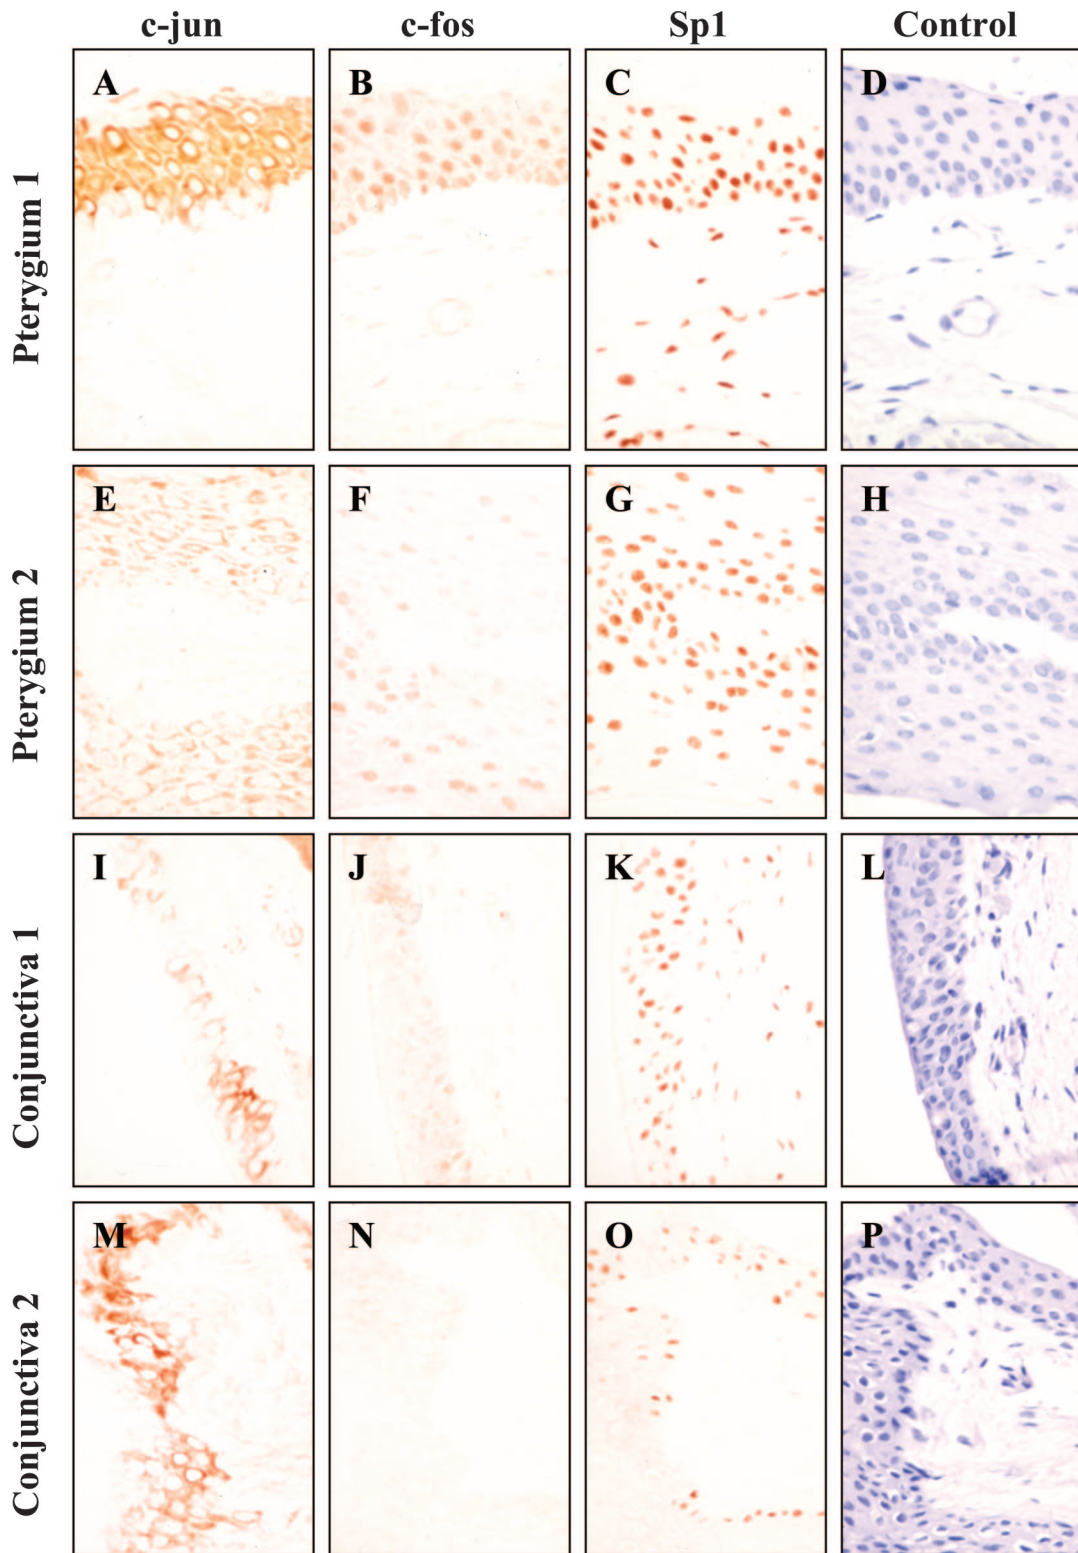 c-jun c-fos Sp1 Control
Pterygium 1
A B C D
Pterygium 2
E F G H
Conjunctiva 1
I J K L
Conjunctiva 2
M N O P